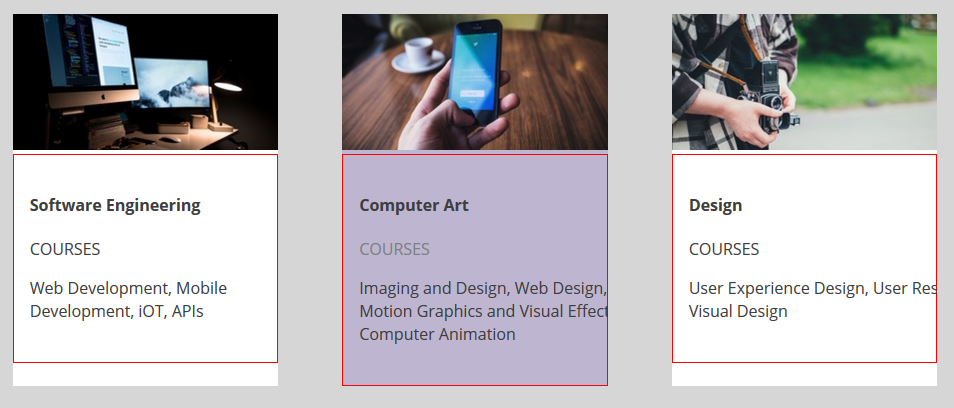 Software Engineering
COURSES
Web Development, Mobile
Development, iOT, APIs
Computer Art
COURSES
Imaging and Design, Web Design,
Motion Graphics and Visual Effect
Computer Animation
Design
COURSES
User Experience Design, User Res
Visual Design